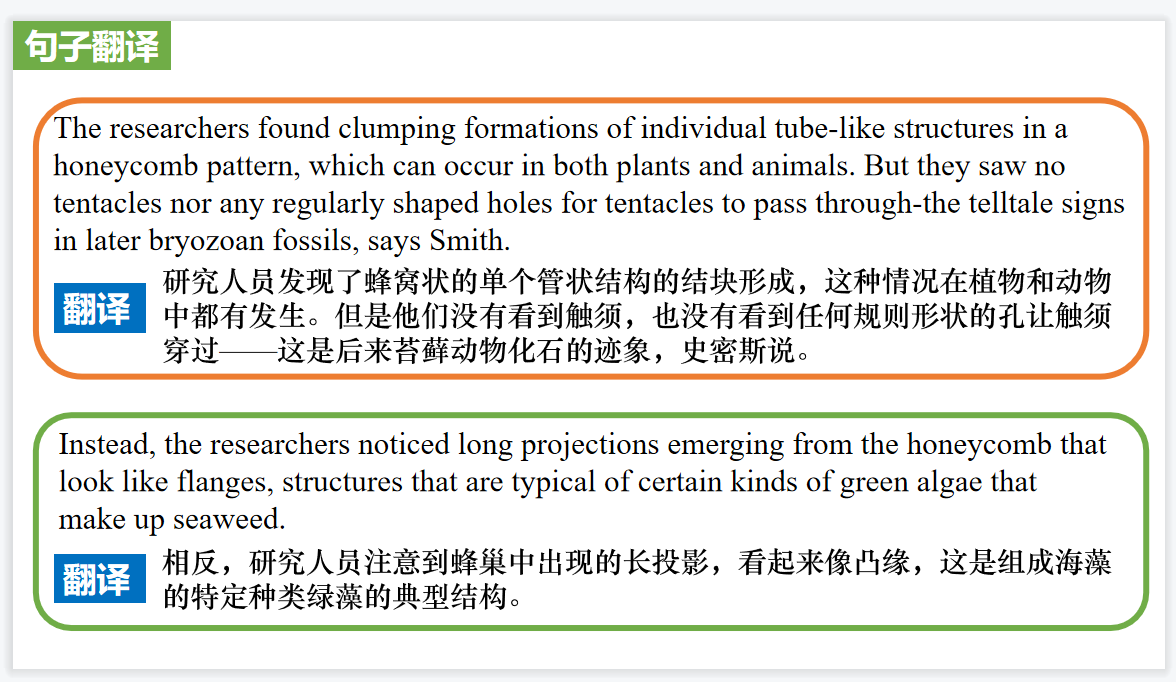 句子翻译
The researchers found clumping formations of individual tube-like structures in a
honeycomb pattern, which can occur in both plants and animals. But they saw no
tentacles nor any regularly shaped holes for tentacles to pass through-the telltale signs
in later bryozoan fossils, says Smith.
翻译
研究人员发现了蜂窝状的单个管状结构的结块形成，这种情况在植物和动物
中都有发生。但是他们没有看到触须，也没有看到任何规则形状的孔让触须
穿过——这是后来苔藓动物化石的迹象，史密斯说。
Instead, the researchers noticed long projections emerging from the honeycomb that
look like flanges, structures that are typical of certain kinds of green algae that
make up seaweed.
翻译
相反，研究人员注意到蜂巢中出现的长投影，看起来像凸缘，这是组成海藻
的特定种类绿藻的典型结构。